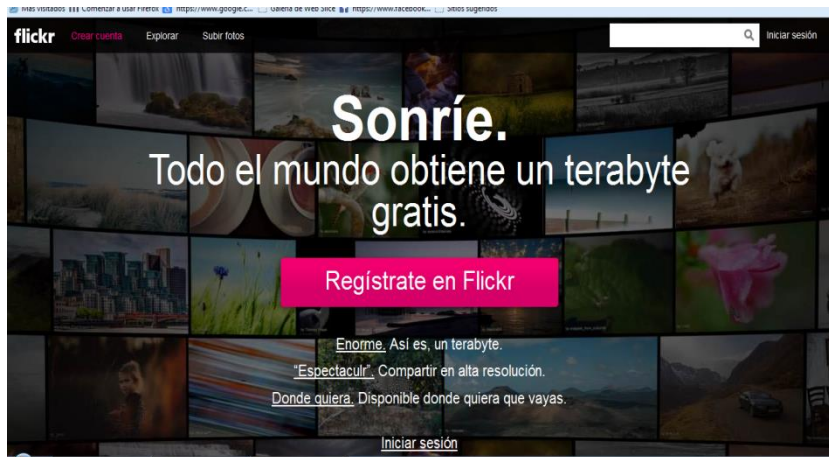 Más visitados Comenzar a usar Firefox https://www.google.c... Galería de Web Slice https://www.facebook... Sitios sugeridos
flickr Crear cuenta Explorar Subir fotos Iniciar sesión
Sonríe.
Todo el mundo obtiene un terabyte
gratis.
Regístrate en Flickr
Enorme. Así es, un terabyte.
"Espectaculr". Compartir en alta resolución.
Donde quiera. Disponible donde quiera que vayas.
Iniciar sesión